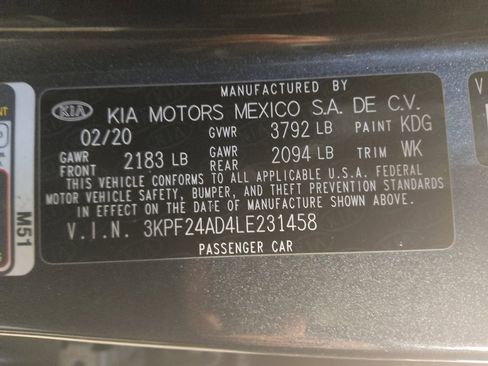 MANUFACTURED BY
KIA KIA MOTORS MEXICO S.A. DE C.V.
02/20 GVWR 3792 LB PAINT KDG
GAWR FRONT 2183 LB GAWR REAR 2094 LB TRIM WK
THIS VEHICLE CONFORMS TO ALL APPLICABLE U.S.A. FEDERAL
MOTOR VEHICLE SAFETY, BUMPER, AND THEFT PREVENTION STANDARDS
IN EFFECT ON THE DATE OF MANUFACTURE SHOWN ABOVE.
V.I.N. 3KPF24AD4LE231458
PASSENGER CAR
M51